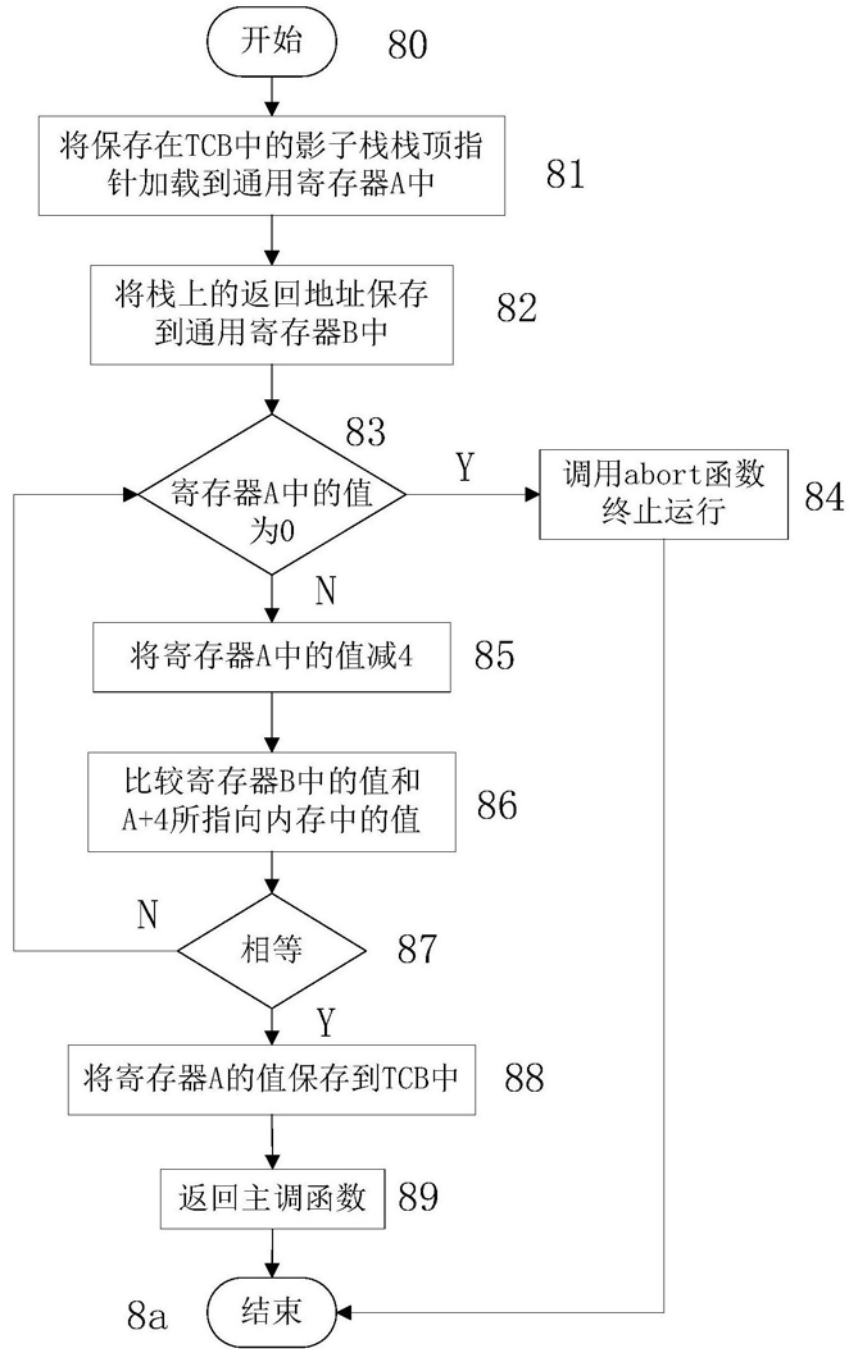 开始
80
将保存在TCB中的影子栈栈顶指
针加载到通用寄存器A中
81
将栈上的返回地址保存
到通用寄存器B中
82
83
寄存器A中的值
为0
Y
调用abort函数
终止运行
84
N
将寄存器A中的值减4
85
比较寄存器B中的值和
A+4所指向内存中的值
86
N
相等
87
Y
将寄存器A的值保存到TCB中
88
返回主调函数
89
8a
结束